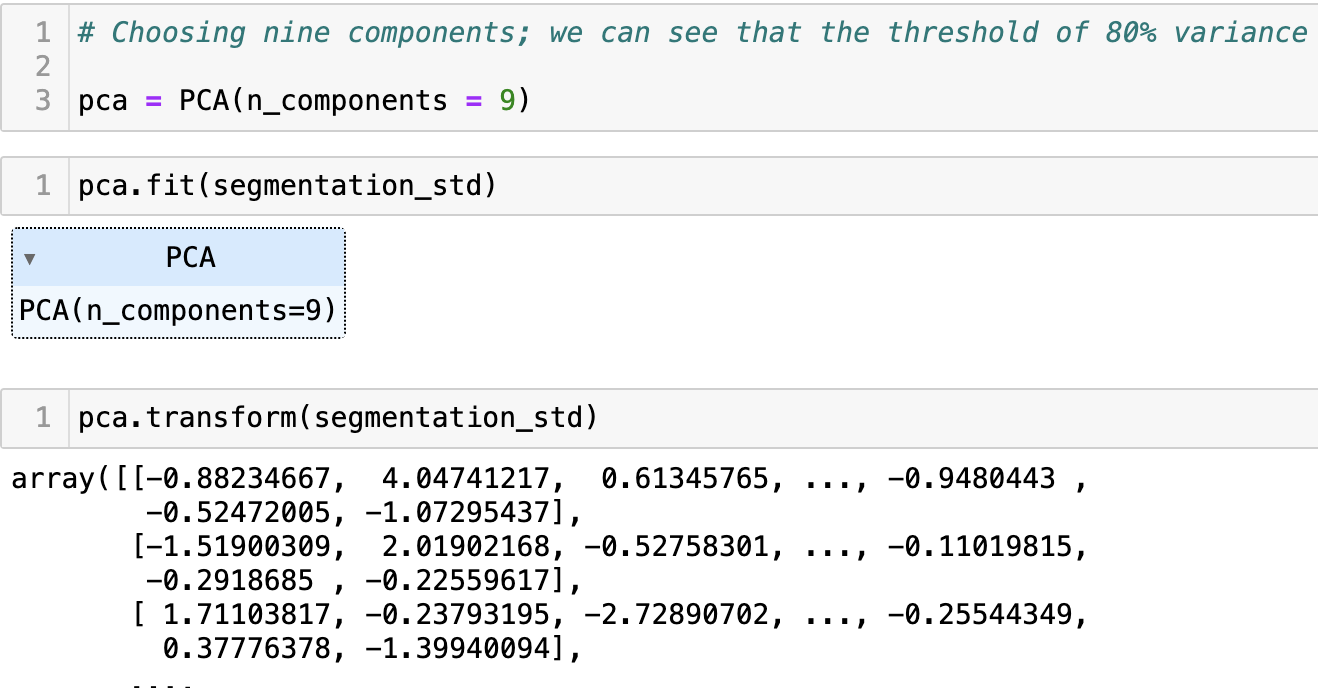 1 # Choosing nine components; we can see that the threshold of 80% variance
2
3 pca = PCA(n_components = 9)
1 pca.fit(segmentation_std)
▼ PCA
PCA(n_components=9)
1 pca.transform(segmentation_std)
array([[-0.88234667,  4.04741217,  0.61345765, ..., -0.9480443 ,
        -0.52472005, -1.07295437],
       [-1.51900309,  2.01902168, -0.52758301, ..., -0.11019815,
        -0.2918685 , -0.22559617],
       [ 1.71103817, -0.23793195, -2.72890702, ..., -0.25544349,
         0.37776378, -1.39940094],